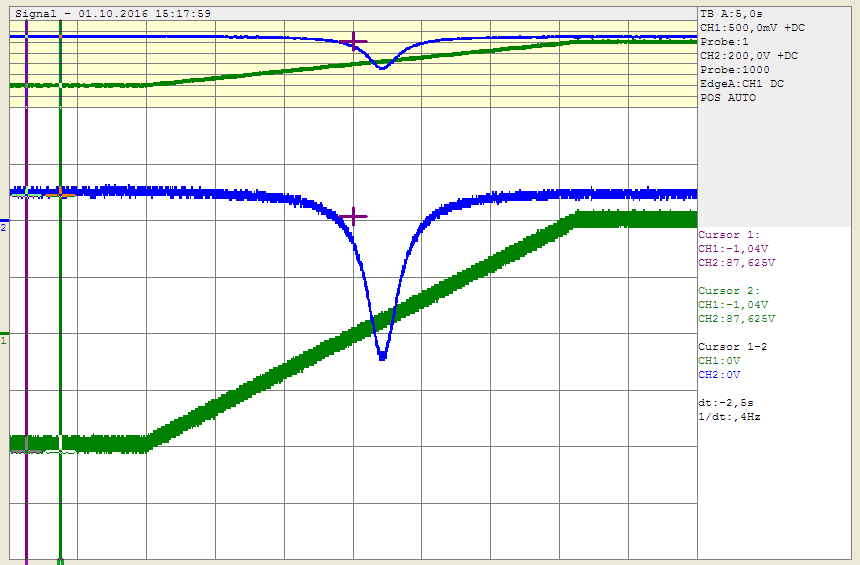 Signal - 01.10.2016 15:17:59
TB A:5,0s
CH1:500,0mV +DC
Probe:1
CH2:200,0V +DC
Probe:1000
EdgeA:CH1 DC
POS AUTO
2
1
Cursor 1:
CH1:-1,04V
CH2:87,625V
Cursor 2:
CH1:-1,04V
CH2:87,625V
Cursor 1-2
CH1:0V
CH2:0V
dt:-2,5s
1/dt:,4Hz